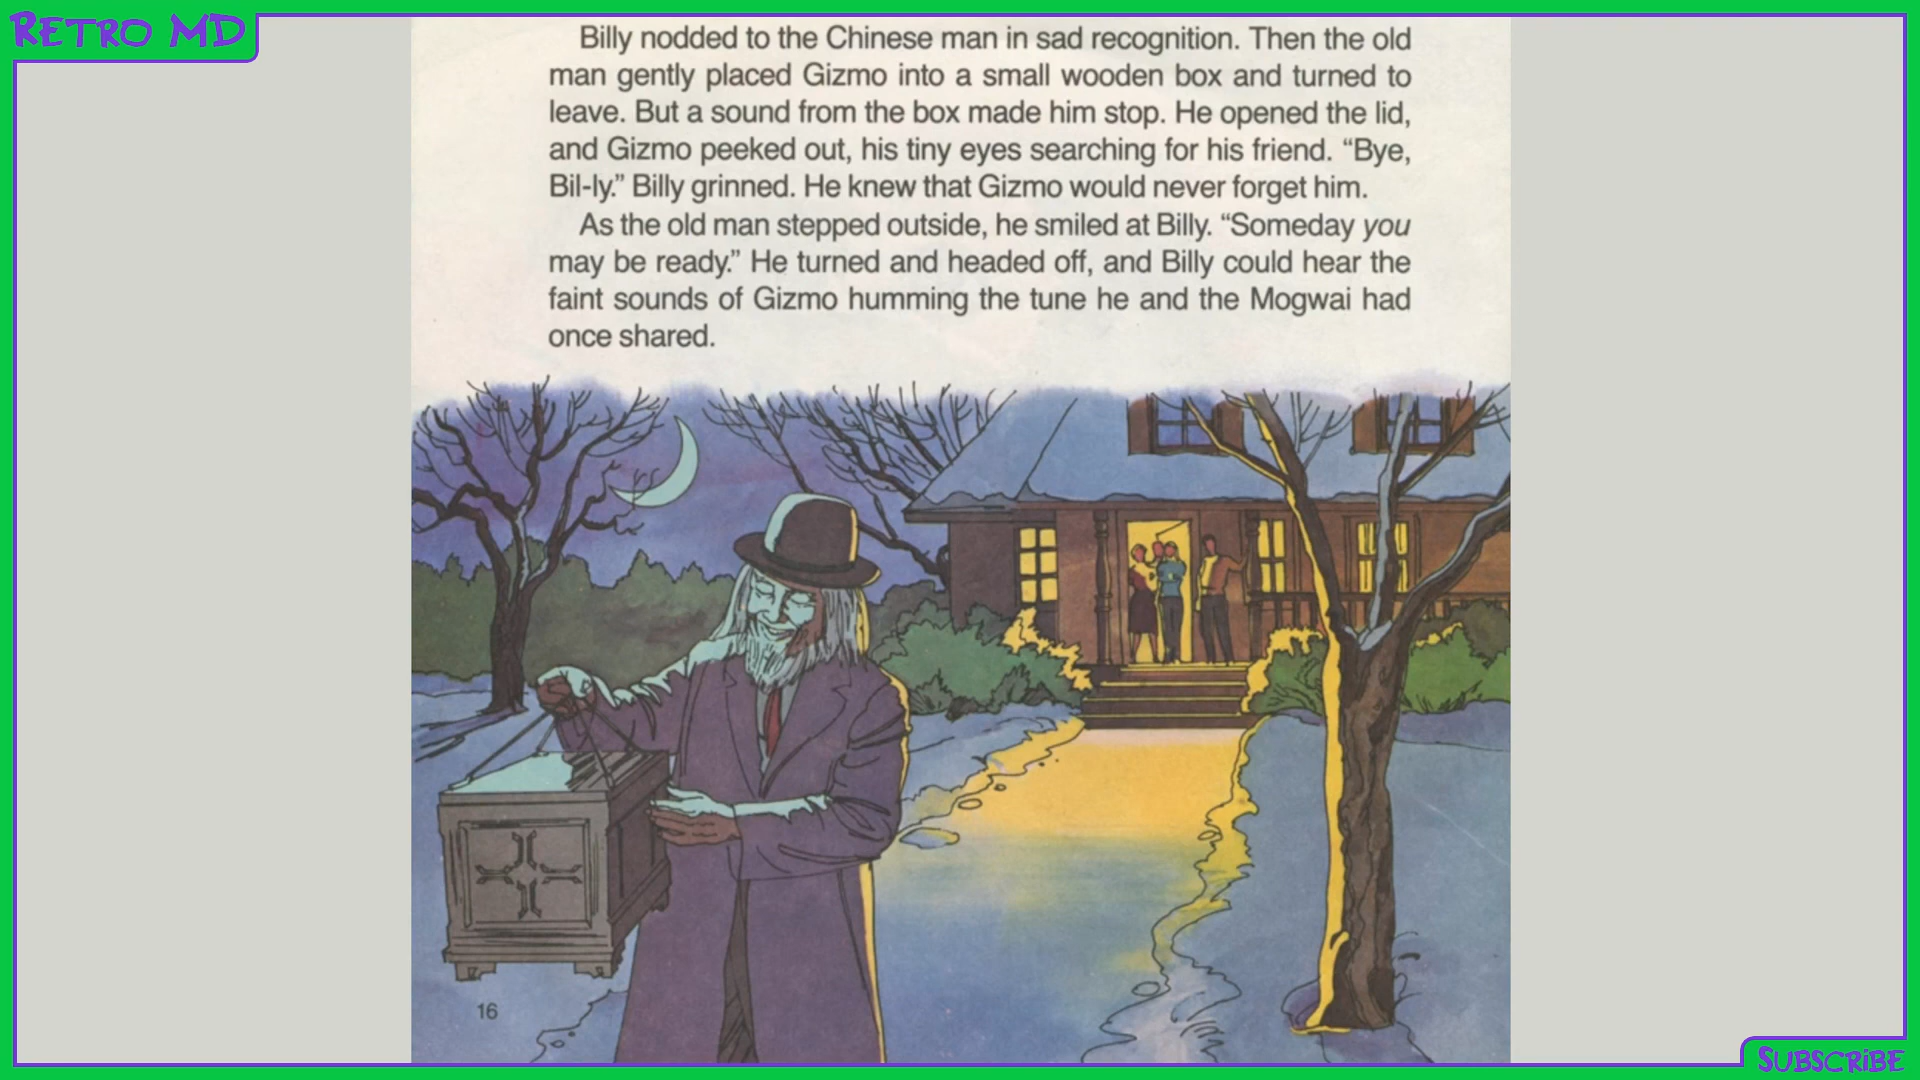 Retro MD
Billy nodded to the Chinese man in sad recognition. Then the old
man gently placed Gizmo into a small wooden box and turned to
leave. But a sound from the box made him stop. He opened the lid,
and Gizmo peeked out, his tiny eyes searching for his friend. “Bye,
Bil-ly.” Billy grinned. He knew that Gizmo would never forget him.
As the old man stepped outside, he smiled at Billy. “Someday you
may be ready.” He turned and headed off, and Billy could hear the
faint sounds of Gizmo humming the tune he and the Mogwai had
once shared.
16
Subscribe